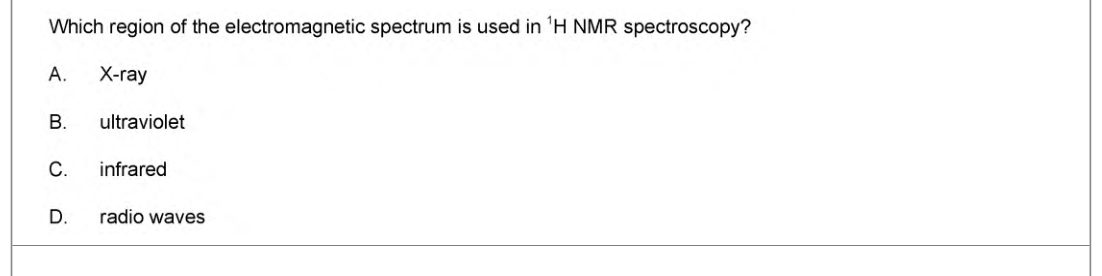 Which region of the electromagnetic spectrum is used in ¹H NMR spectroscopy?
A. X-ray
B. ultraviolet
C. infrared
D. radio waves